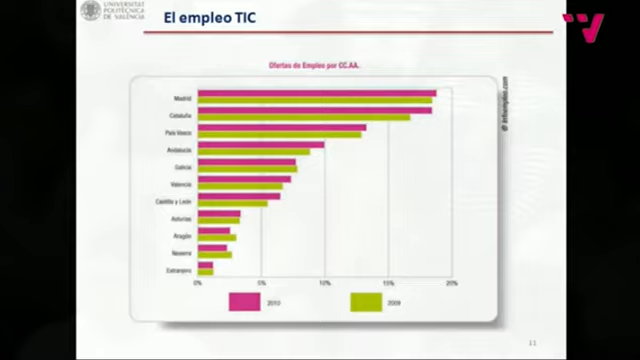 UNIVERSITAT
POLITÈCNICA
DE VALÈNCIA
El empleo TIC
Ofertas de Empleo por CC.AA.
@ infoempleo.com
Madrid
Cataluña
País Vasco
Andalucía
Galicia
Valencia
Castilla y León
Asturias
Aragón
Navarra
Extranjero
0%
5%
10%
15%
20%
2010
2009
11